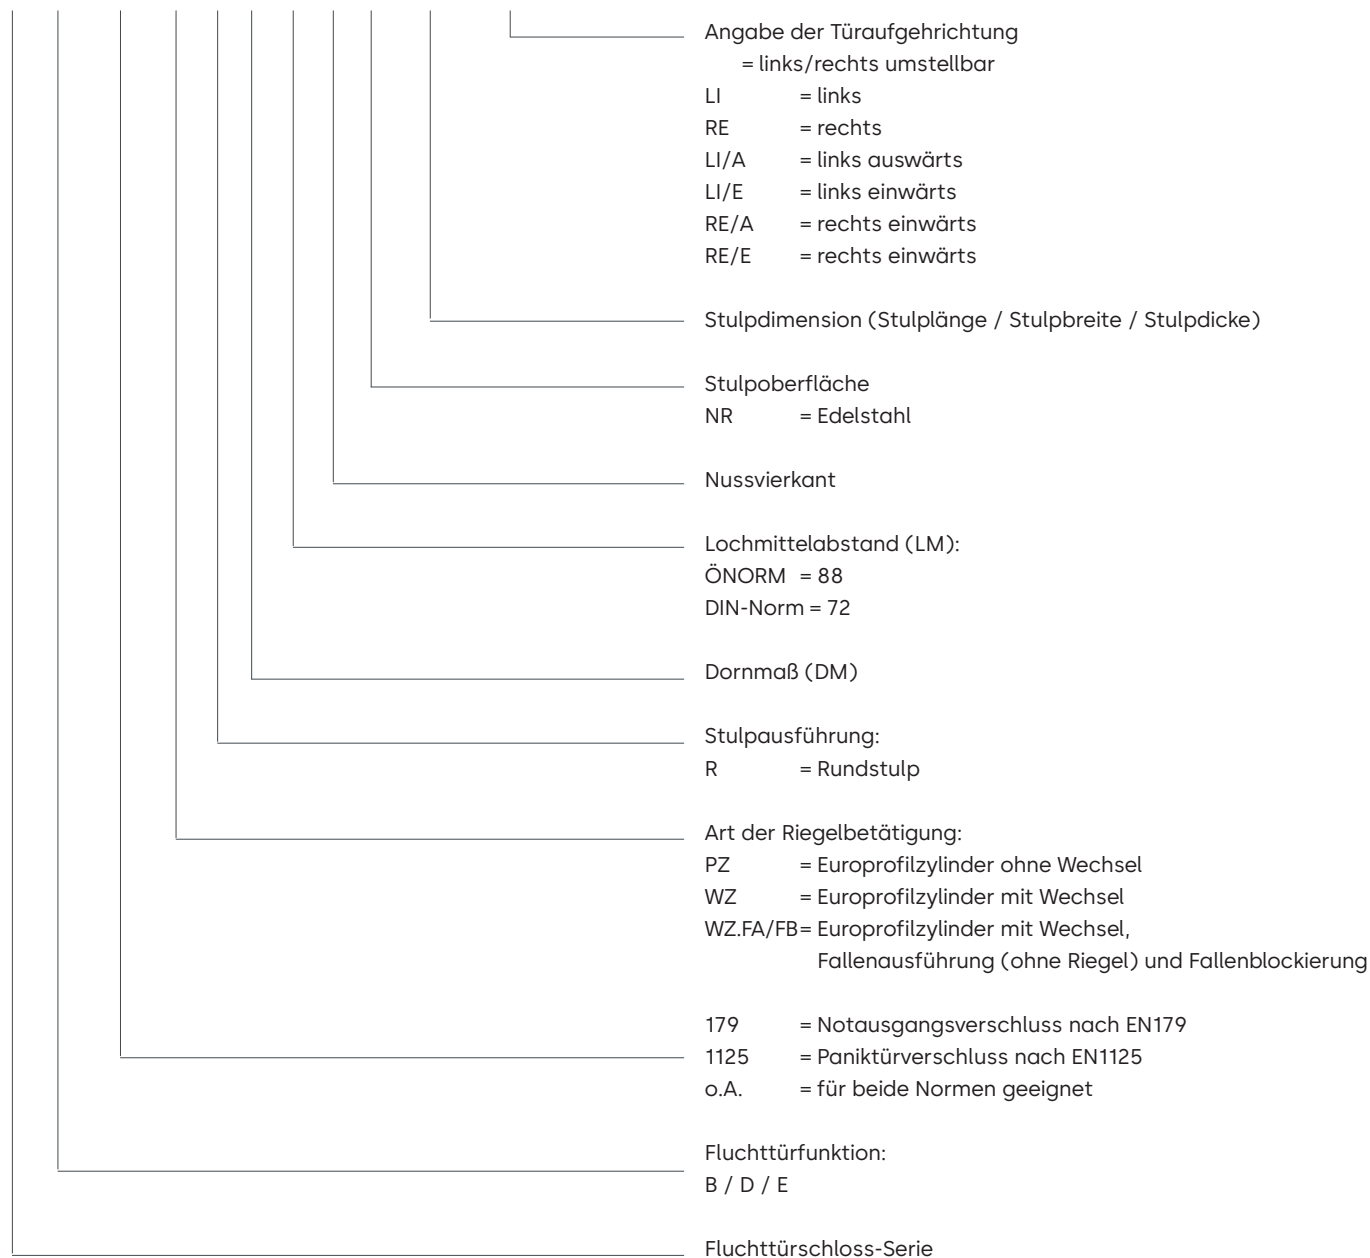 Angabe der Türaufgehrichtung
= links/rechts umstellbar
LI = links
RE = rechts
LI/A = links auswärts
LI/E = links einwärts
RE/A = rechts einwärts
RE/E = rechts einwärts
Stulpdimension (Stulplänge / Stulpbreite / Stulpdicke)
Stulpoberfläche
NR = Edelstahl
Nussvierkant
Lochmittelabstand (LM):
ÖNORM = 88
DIN-Norm = 72
Dornmaß (DM)
Stulpausführung:
R = Rundstulp
Art der Riegelbetätigung:
PZ = Europrofilzylinder ohne Wechsel
WZ = Europrofilzylinder mit Wechsel
WZ.FA/FB= Europrofilzylinder mit Wechsel,
Fallenausführung (ohne Riegel) und Fallenblockierung
179 = Notausgangsverschluss nach EN179
1125 = Paniktürverschluss nach EN1125
o.A. = für beide Normen geeignet
Fluchttürfunktion:
B / D / E
Fluchttürschloss-Serie